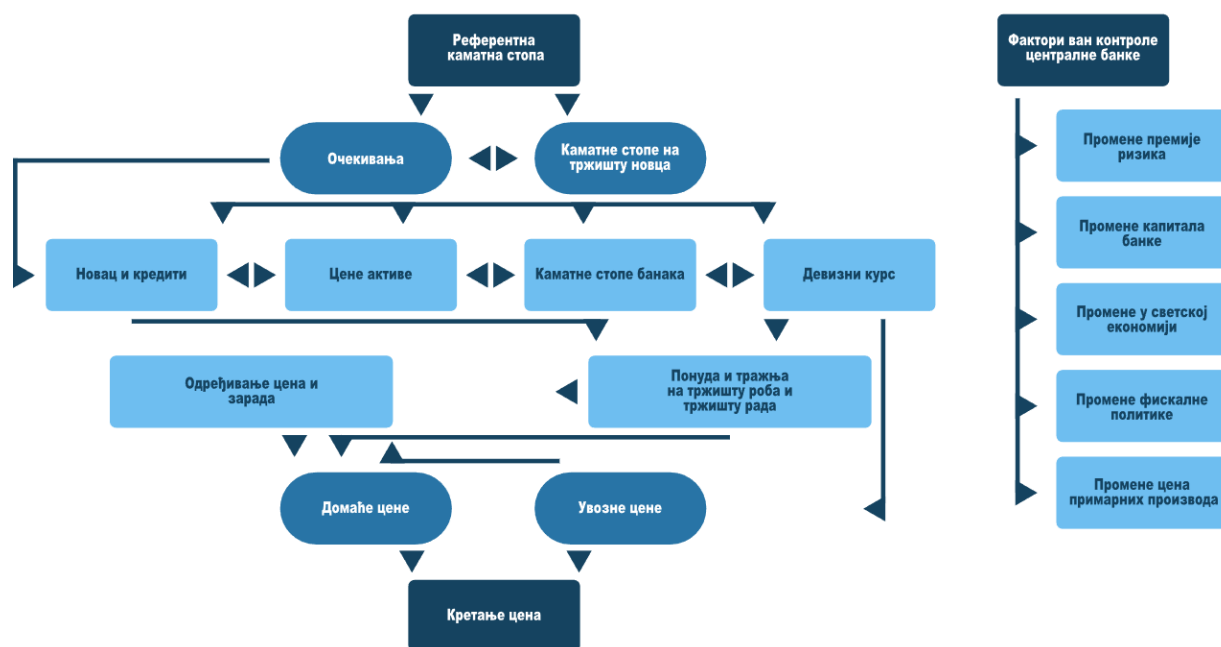 Референтна
каматна стопа
Фактори ван контроле
централне банке
Очекивања
Каматне стопе на
тржишту новца
Промене премије
ризика
Новац и кредити
Цене активе
Каматне стопе банака
Девизни курс
Промене капитала
банке
Промене у светској
економији
Одређивање цена и
зарада
Понуда и тражња
на тржишту роба и
тржишту рада
Промене фискалне
политике
Домаће цене
Увозне цене
Промене цена
примарних производа
Кретање цена